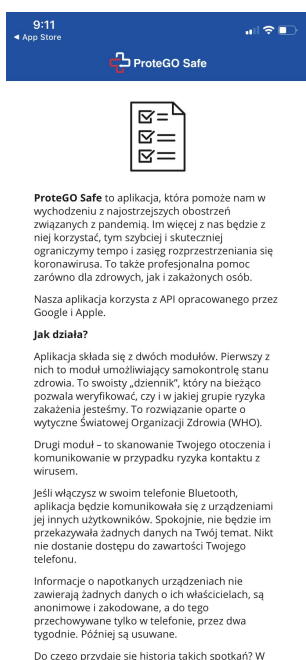 9:11
◀ App Store
ProteGO Safe
ProteGO Safe to aplikacja, która pomoże nam w
wychodzeniu z najostrzejszych obostrzeń
związanych z pandemią. Im więcej z nas będzie z
niej korzystać, tym szybciej i skuteczniej
ograniczymy tempo i zasięg rozprzestrzeniania się
koronawirusa. To także profesjonalna pomoc
zarówno dla zdrowych, jak i zakażonych osób.
Nasza aplikacja korzysta z API opracowanego przez
Google i Apple.
Jak działa?
Aplikacja składa się z dwóch modułów. Pierwszy z
nich to moduł umożliwiający samokontrolę stanu
zdrowia. To swoisty „dziennik”, który na bieżąco
pozwala weryfikować, czy i w jakiej grupie ryzyka
zakażenia jesteśmy. To rozwiązanie oparte o
wytyczne Światowej Organizacji Zdrowia (WHO).
Drugi moduł – to skanowanie Twojego otoczenia i
komunikowanie w przypadku ryzyka kontaktu z
wirusem.
Jeśli włączysz w swoim telefonie Bluetooth,
aplikacja będzie komunikowała się z urządzeniami
jej innych użytkowników. Spokojnie, nie będzie im
przekazywała żadnych danych na Twój temat. Nikt
nie dostanie dostępu do zawartości Twojego
telefonu.
Informacje o napotkanych urządzeniach nie
zawierają żadnych danych o ich właścicielach, są
anonimowe i zakodowane, a do tego
przechowywane tylko w telefonie, przez dwa
tygodnie. Później są usuwane.
Do czego przydaje się historia takich spotkań? W